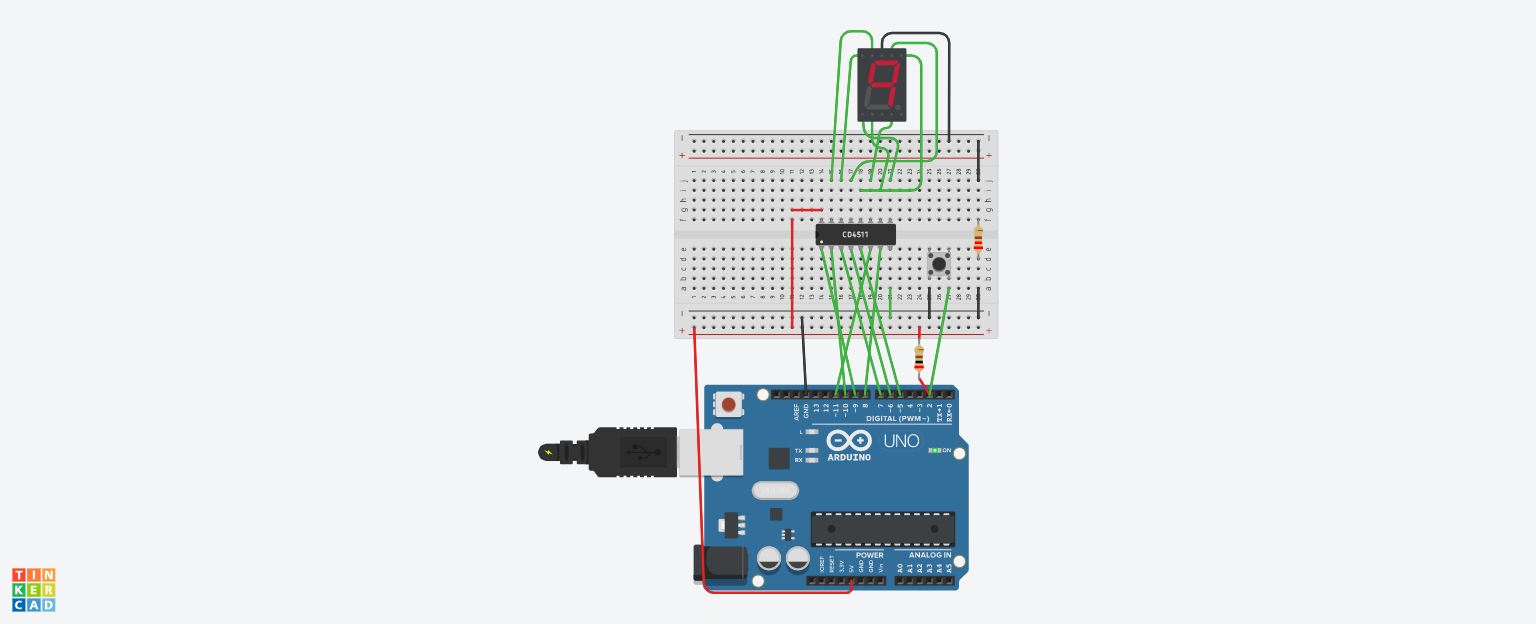 CD4511
AREF
GND
13
12
~11
~10
~9
8
7
~6
~5
4
~3
2
TX→1
RX←0
DIGITAL (PWM~)
L
TX
RX
UNO
ARDUINO
ON
POWER
ANALOG IN
IOREF
RESET
3.3V
5V
GND
GND
Vin
A0
A1
A2
A3
A4
A5
TIN
KER
CAD